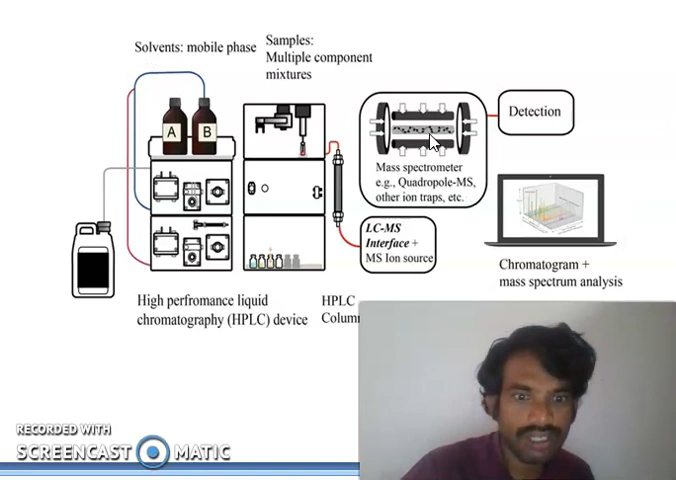 Solvents: mobile phase
Samples:
Multiple component
mixtures
A
B
Detection
Mass spectrometer
e.g., Quadropole-MS,
other ion traps, etc.
LC-MS
Interface +
MS Ion source
Chromatogram +
mass spectrum analysis
High perfromance liquid
chromatography (HPLC) device
HPLC
Column
RECORDED WITH
SCREENCAST MATIC